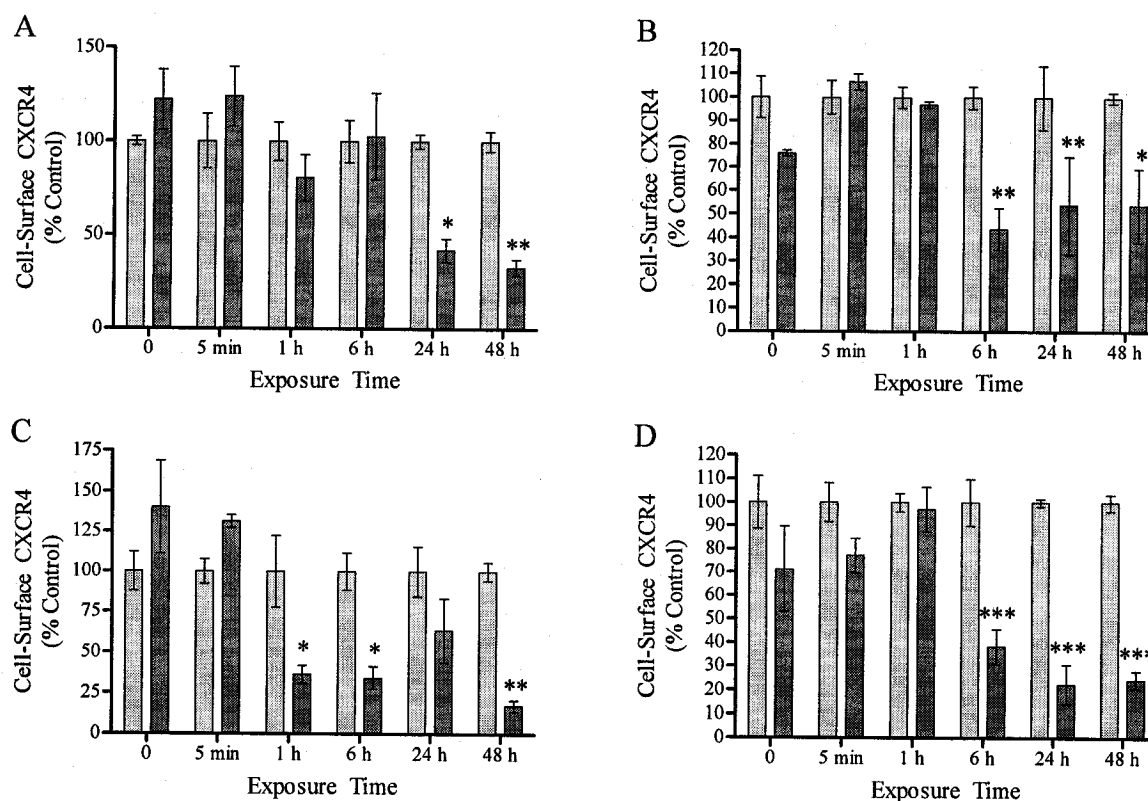 A
150
100
50
0
Cell-Surface CXCR4
(% Control)
* **
0 5 min 1 h 6 h 24 h 48 h
Exposure Time
B
120
110
100
90
80
70
60
50
40
30
20
10
0
Cell-Surface CXCR4
(% Control)
** ** *
0 5 min 1 h 6 h 24 h 48 h
Exposure Time
C
175
150
125
100
75
50
25
0
Cell-Surface CXCR4
(% Control)
* * **
0 5 min 1 h 6 h 24 h 48 h
Exposure Time
D
120
110
100
90
80
70
60
50
40
30
20
10
0
Cell-Surface CXCR4
(% Control)
*** *** ***
0 5 min 1 h 6 h 24 h 48 h
Exposure Time